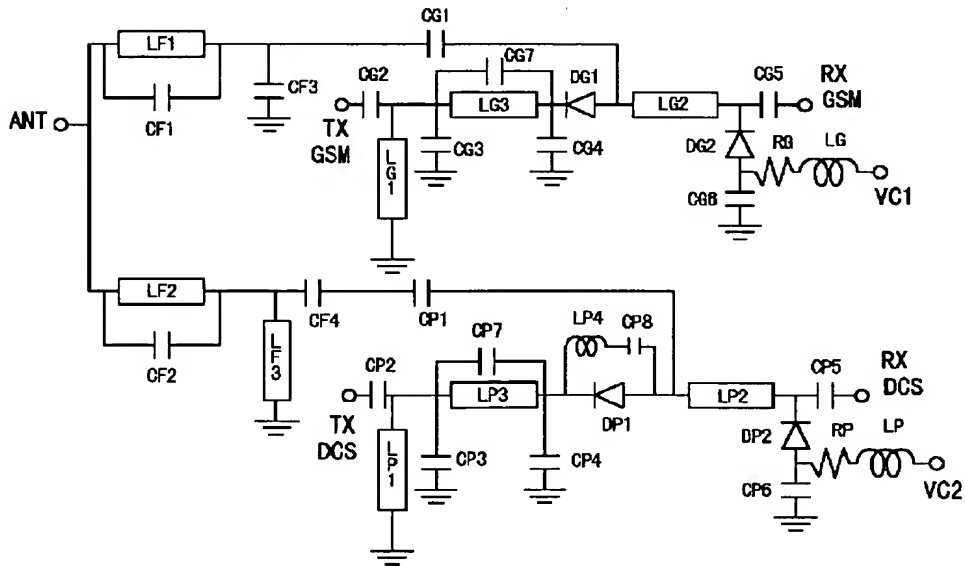 CG1
LF1
CG7
CF3
CG2
DG1
CG5
RX
GSM
ANT
CF1
TX
GSM
LG3
LG2
CG3
CG4
DG2
RG
LG
LG1
CG6
VC1
LF2
CF4
CP1
CF2
LF3
LP4
CP8
CP7
CP2
LP3
DP1
LP2
CP5
RX
DCS
TX
DCS
LP1
CP3
CP4
DP2
RP
LP
CP6
VC2